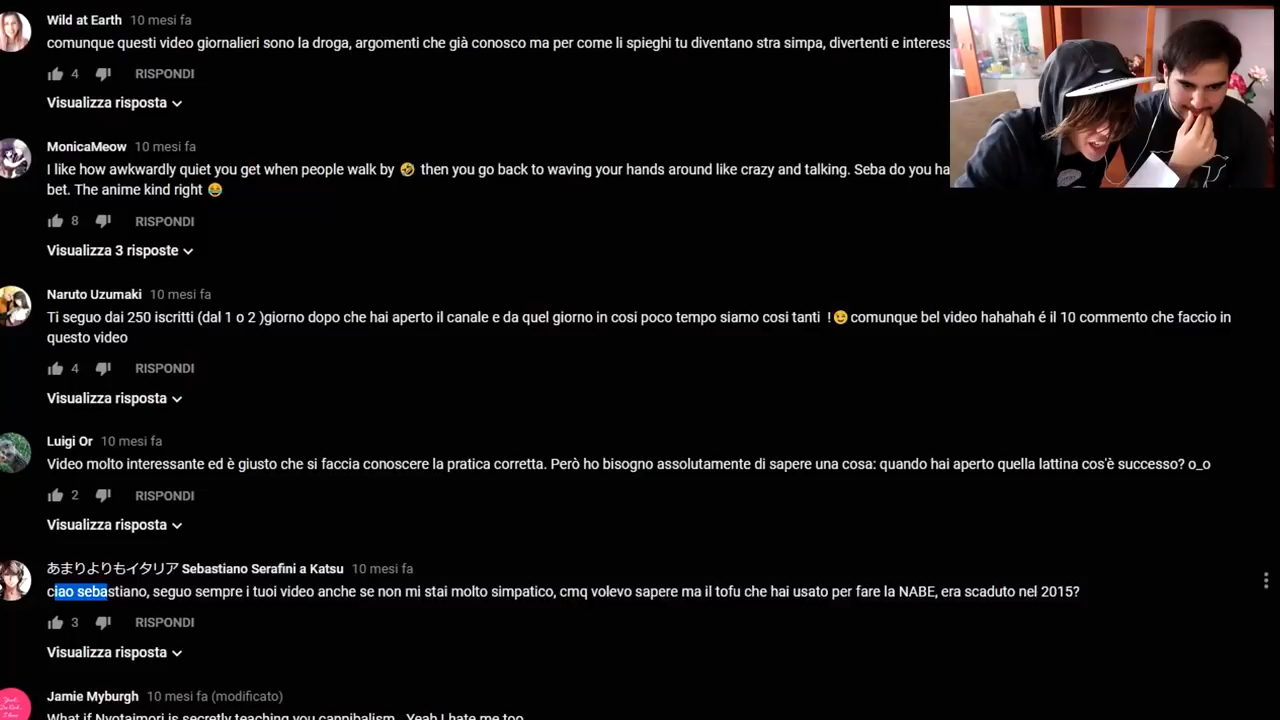 Wild at Earth 10 mesi fa
comunque questi video giornalieri sono la droga, argomenti che già conosco ma per come li spieghi tu diventano stra simpa, divertenti e
4 RISPONDI
Visualizza risposta
MonicaMeow 10 mesi fa
I like how awkwardly quiet you get when people walk by 🤣 then you go back to waving your hands around like crazy and talking. Seba do you
bet. The anime kind right 😂
8 RISPONDI
Visualizza 3 risposte
Naruto Uzumaki 10 mesi fa
Ti seguo dai 250 iscritti (dal 1 o 2 )giorno dopo che hai aperto il canale e da quel giorno in cosi poco tempo siamo cosi tanti !😉 comunque bel video hahahah é il 10 commento che faccio in
questo video
4 RISPONDI
Visualizza risposta
Luigi Or 10 mesi fa
Video molto interessante ed è giusto che si faccia conoscere la pratica corretta. Però ho bisogno assolutamente di sapere una cosa: quando hai aperto quella lattina cos'è successo? o_o
2 RISPONDI
Visualizza risposta
あまりよりもイタリア Sebastiano Serafini a Katsu 10 mesi fa
ciao sebastiano, seguo sempre i tuoi video anche se non mi stai molto simpatico, cmq volevo sapere ma il tofu che hai usato per fare la NABE, era scaduto nel 2015?
3 RISPONDI
Visualizza risposta
Jamie Myburgh 10 mesi fa (modificato)
What if Nyotaimori is secretly teaching you cannibalism.. Yeah I hate me too